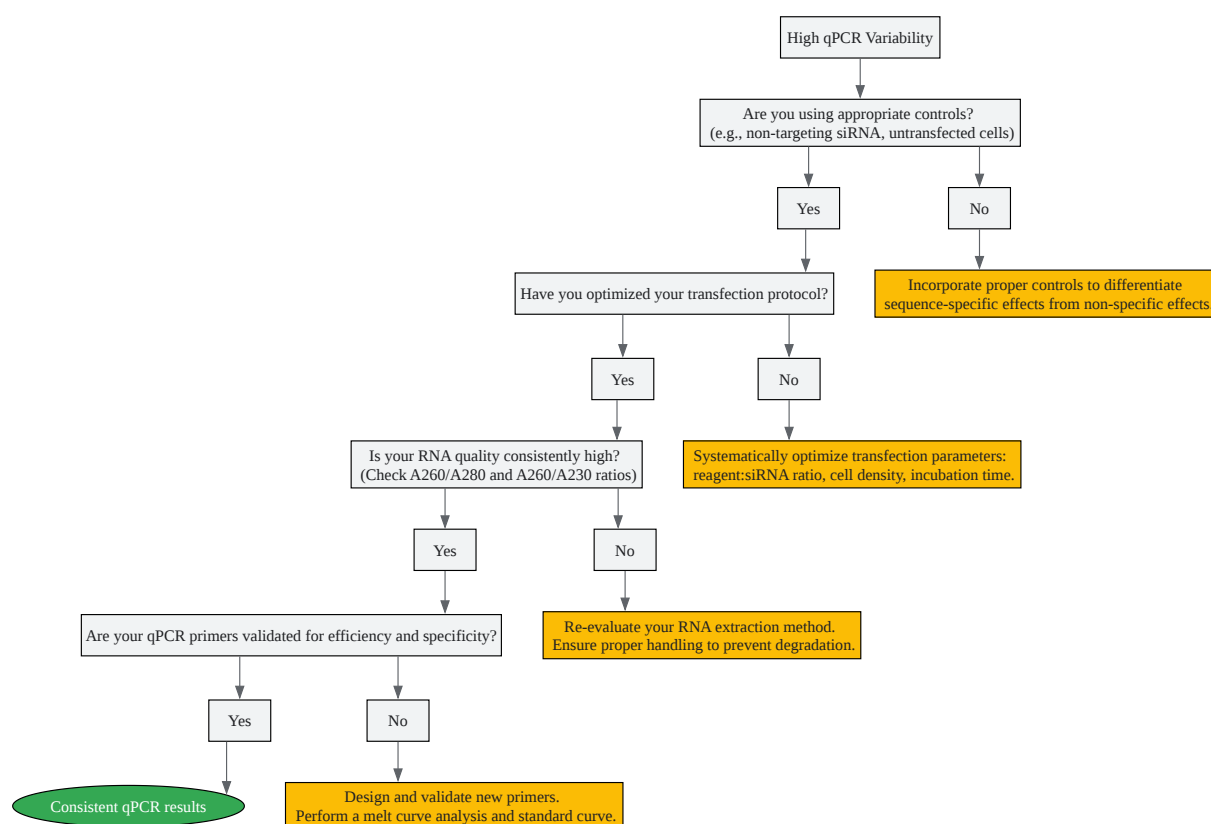 High qPCR Variability
Are you using appropriate controls?
(e.g., non-targeting siRNA, untransfected cells)
Yes
No
Have you optimized your transfection protocol?
Incorporate proper controls to differentiate
sequence-specific effects from non-specific effects.
Yes
No
Is your RNA quality consistently high?
(Check A260/A280 and A260/A230 ratios)
Systematically optimize transfection parameters:
reagent:siRNA ratio, cell density, incubation time.
Yes
No
Are your qPCR primers validated for efficiency and specificity?
Re-evaluate your RNA extraction method.
Ensure proper handling to prevent degradation.
Yes
No
Consistent qPCR results
Design and validate new primers.
Perform a melt curve analysis and standard curve.